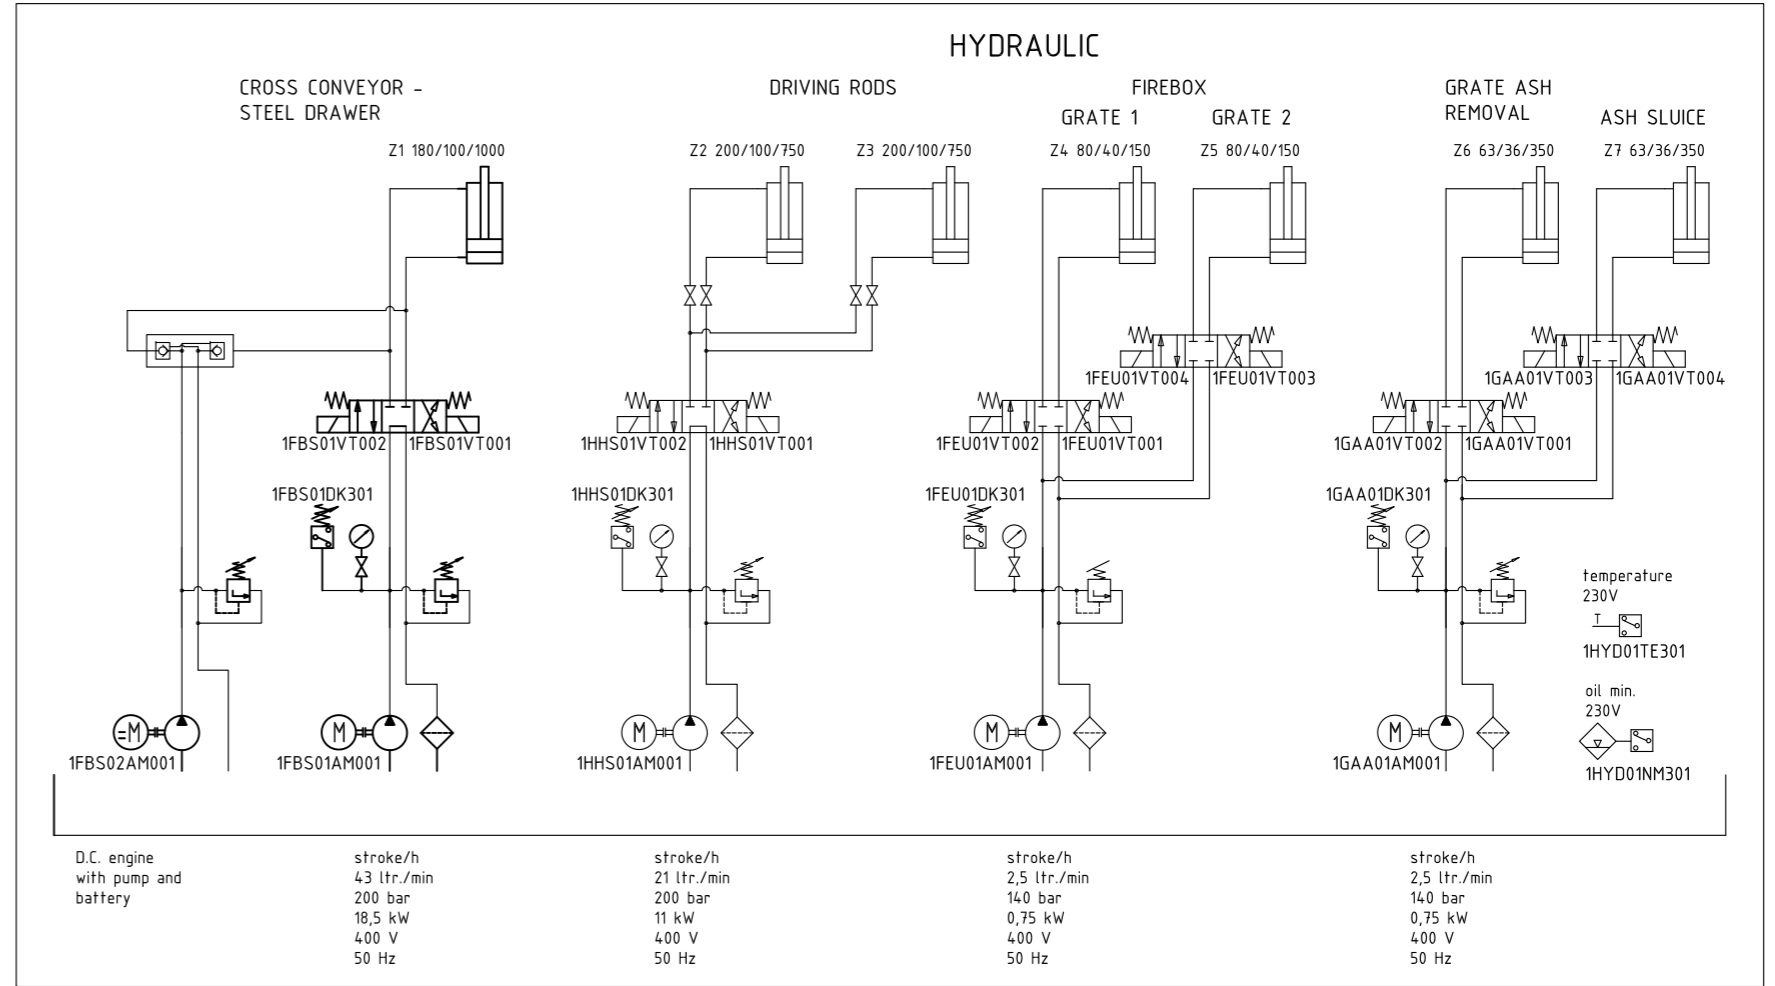 HYDRAULIC
CROSS CONVEYOR -
STEEL DRAWER
DRIVING RODS
FIREBOX
GRATE 1
GRATE 2
GRATE ASH
REMOVAL
ASH SLUICE
Z1 180/100/1000
Z2 200/100/750
Z3 200/100/750
Z4 80/40/150
Z5 80/40/150
Z6 63/36/350
Z7 63/36/350
1FEU01VT004
1FEU01VT003
1GAA01VT003
1GAA01VT004
1FBS01VT002
1FBS01VT001
1HHS01VT002
1HHS01VT001
1FEU01VT002
1FEU01VT001
1GAA01VT002
1GAA01VT001
1FBS01DK301
1HHS01DK301
1FEU01DK301
1GAA01DK301
temperature
230V
T
1HYD01TE301
oil min.
230V
1HYD01NM301
=M
M
M
M
M
1FBS02AM001
1FBS01AM001
1HHS01AM001
1FEU01AM001
1GAA01AM001
D.C. engine
with pump and
battery
stroke/h
43 ltr./min
200 bar
18,5 kW
400 V
50 Hz
stroke/h
21 ltr./min
200 bar
11 kW
400 V
50 Hz
stroke/h
2,5 ltr./min
140 bar
0,75 kW
400 V
50 Hz
stroke/h
2,5 ltr./min
140 bar
0,75 kW
400 V
50 Hz